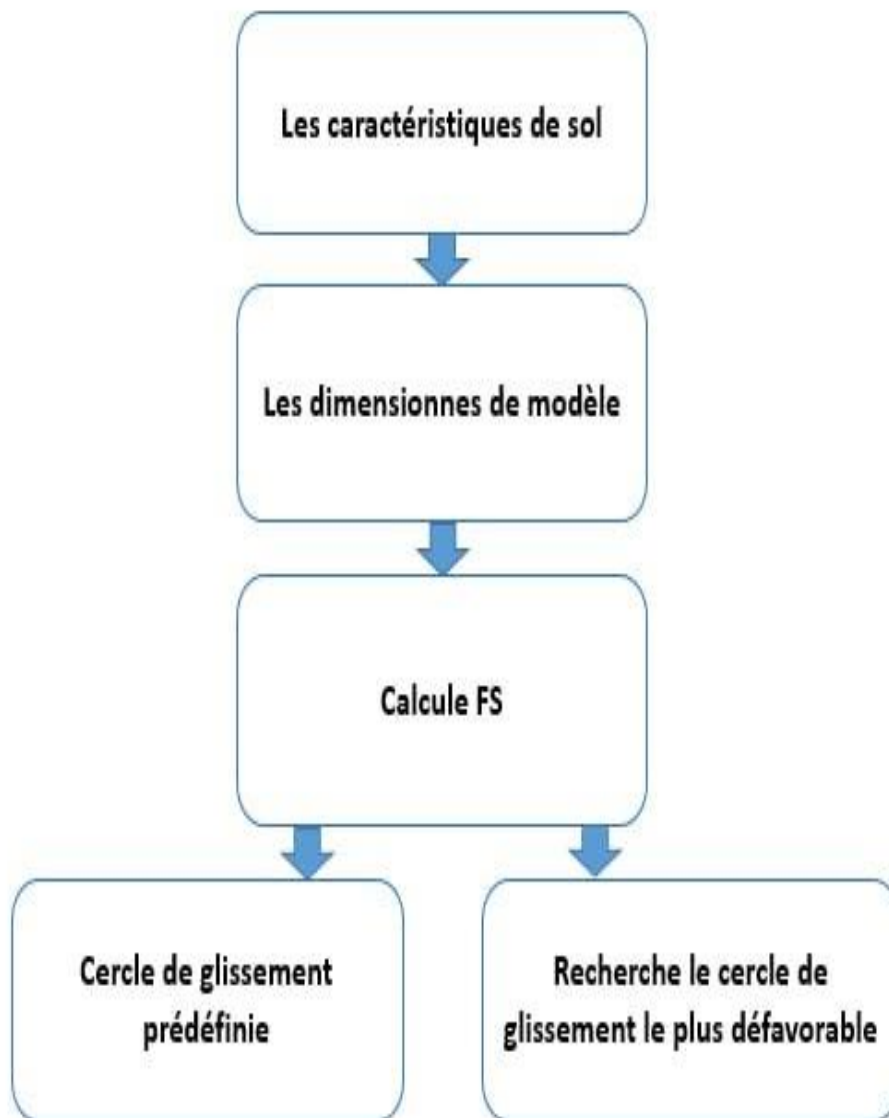 Les caractéristiques de sol
Les dimensionnes de modèle
Calcule FS
Cercle de glissement
prédéfinie
Recherche le cercle de
glissement le plus défavorable